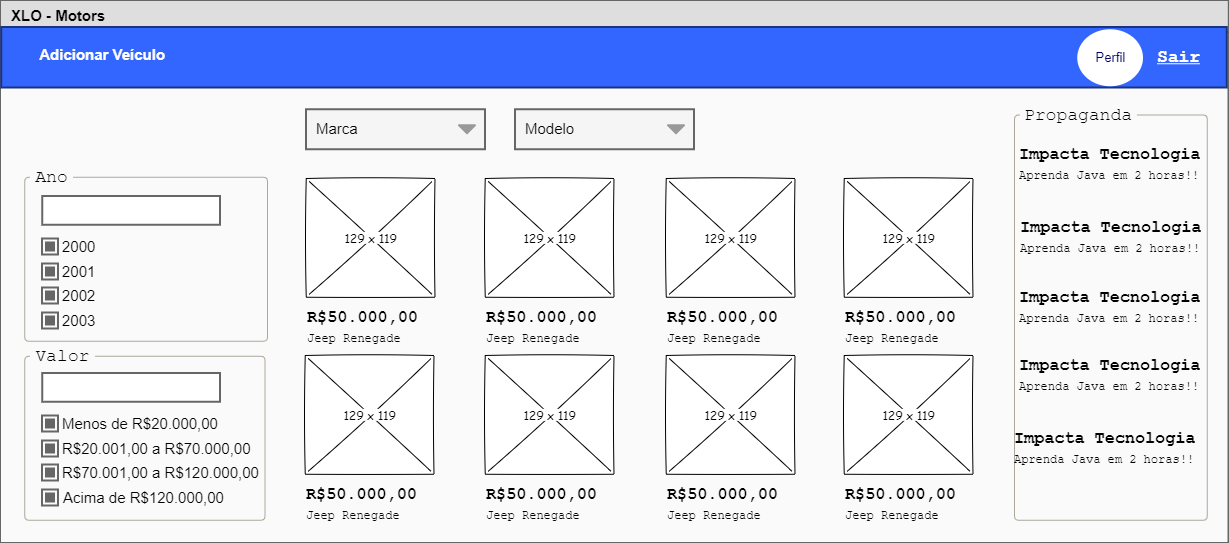 XLO - Motors
Adicionar Veículo
Perfil
Sair
Marca
Modelo
Ano
2000
2001
2002
2003
Valor
Menos de R$20.000,00
R$20.001,00 a R$70.000,00
R$70.001,00 a R$120.000,00
Acima de R$120.000,00
129 x 119
129 x 119
129 x 119
129 x 119
R$50.000,00
R$50.000,00
R$50.000,00
R$50.000,00
Jeep Renegade
Jeep Renegade
Jeep Renegade
Jeep Renegade
129 x 119
129 x 119
129 x 119
129 x 119
R$50.000,00
R$50.000,00
R$50.000,00
R$50.000,00
Jeep Renegade
Jeep Renegade
Jeep Renegade
Jeep Renegade
Propaganda
Impacta Tecnologia
Aprenda Java em 2 horas!!
Impacta Tecnologia
Aprenda Java em 2 horas!!
Impacta Tecnologia
Aprenda Java em 2 horas!!
Impacta Tecnologia
Aprenda Java em 2 horas!!
Impacta Tecnologia
Aprenda Java em 2 horas!!